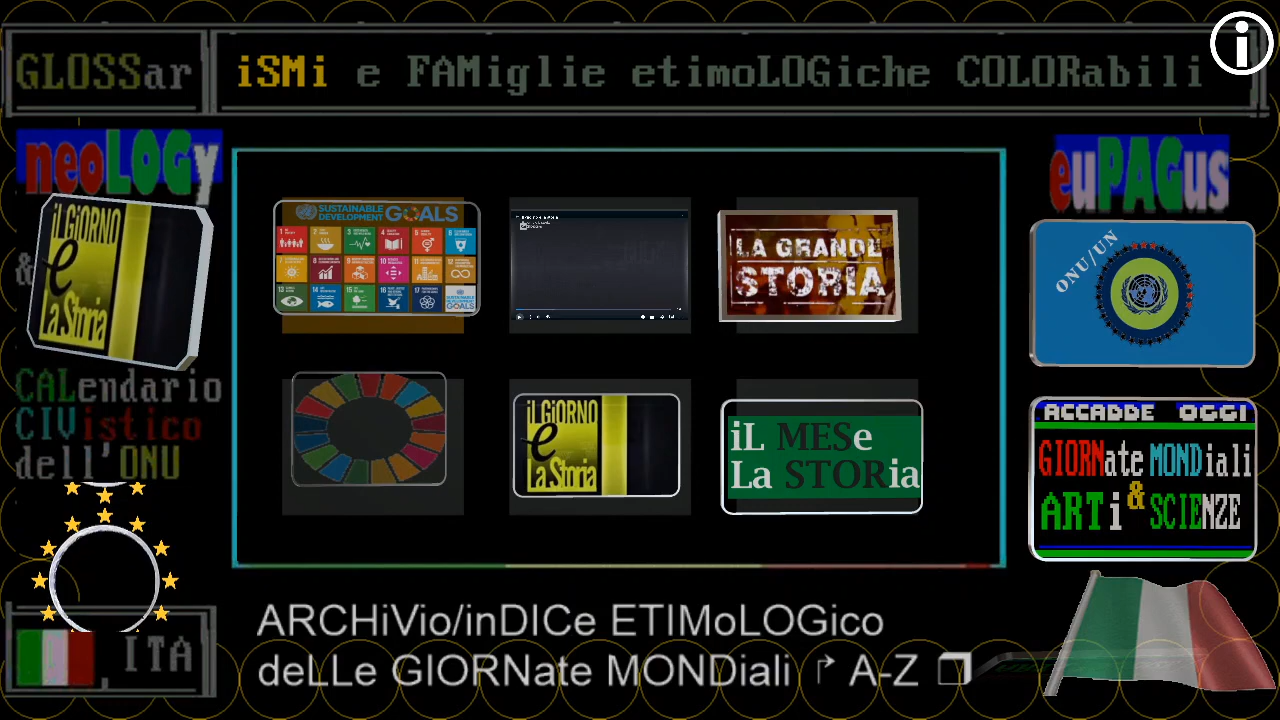 GLOSSar
iSMi e FAMiglie etimoLOGiche COLORabili
i
neoLOGy
euPAGus
iL GiORNO
e
La Storia
&
CALendario
CIVistico
dell'ONU
SUSTAINABLE
DEVELOPMENT GOALS
LA GRANDE
STORIA
iL GiORNO
e
La Storia
iL MESe
La STORia
ONU/UN
ACCADDE OGGI
GIORNate MONDiali
&
ARTi SCIENZE
ITA
ARCHiVio/inDICe ETIMoLOGico
deLLe GIORNate MONDiali ↱ A-Z ❒